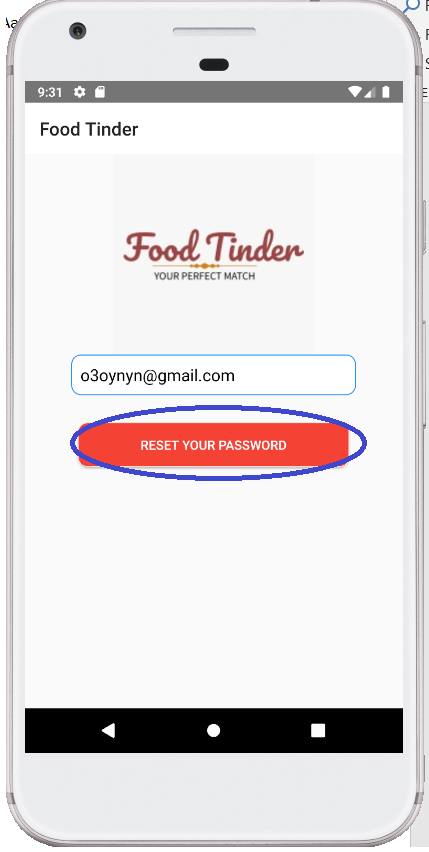 9:31
Food Tinder
Food Tinder
YOUR PERFECT MATCH
o3oynyn@gmail.com
RESET YOUR PASSWORD